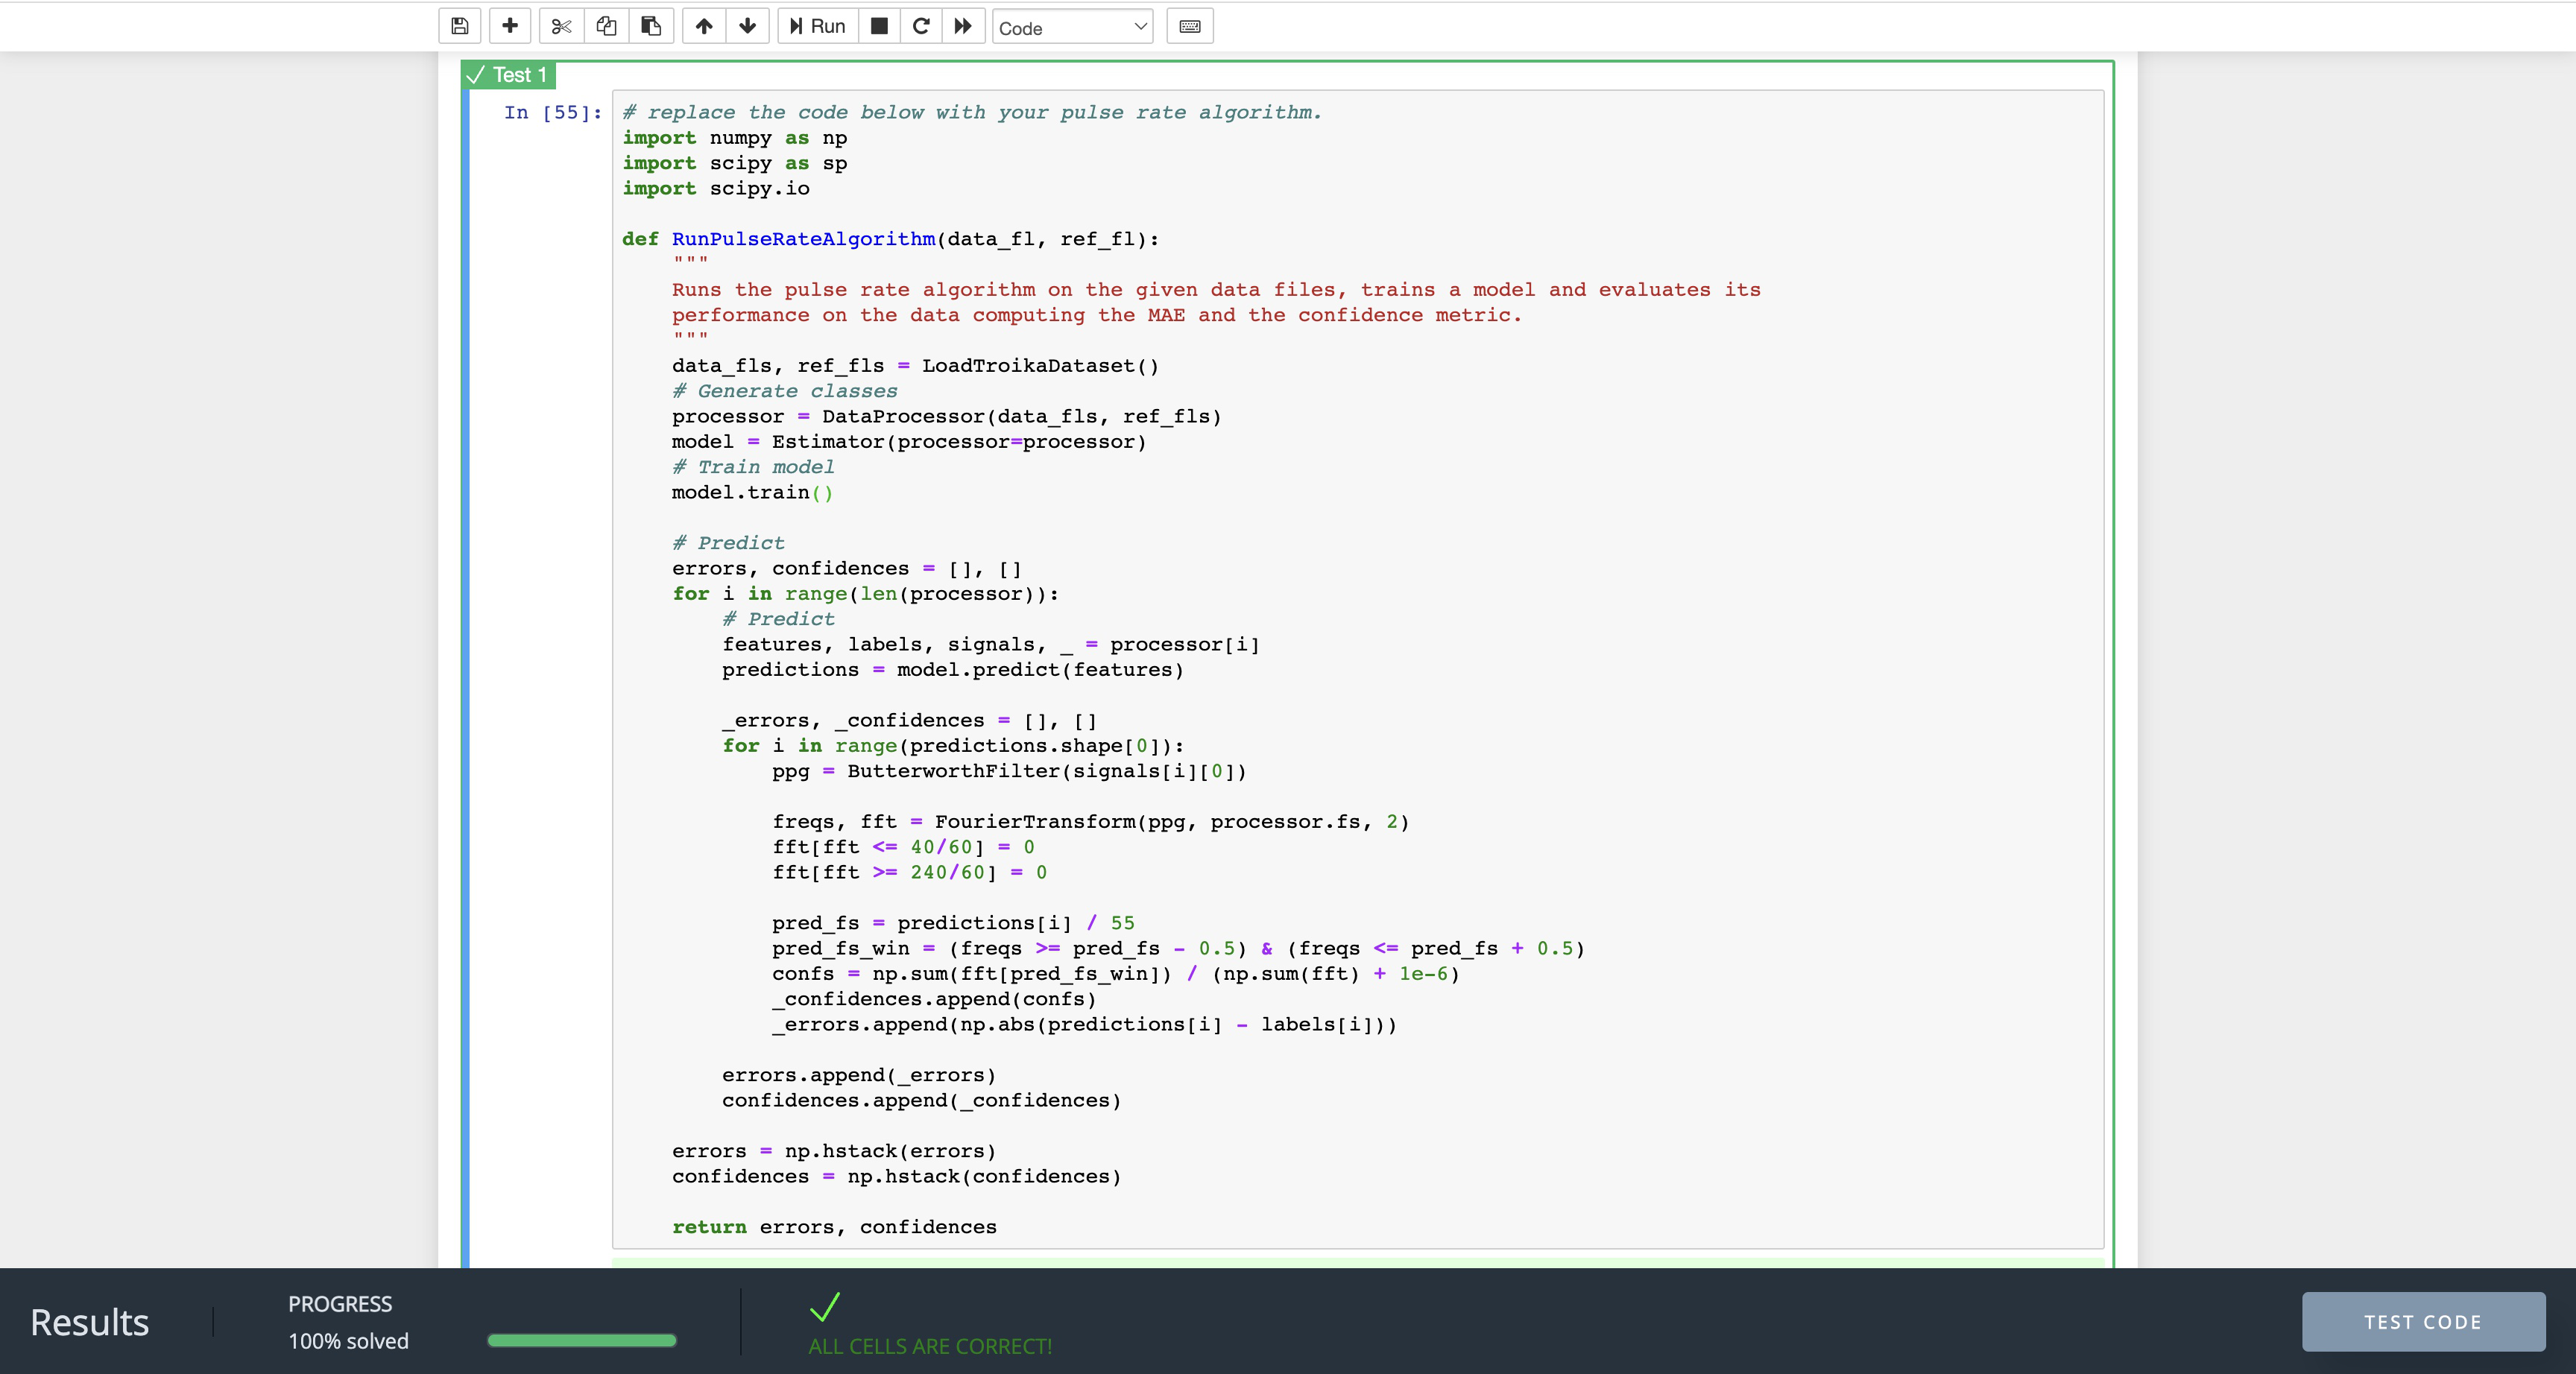 Run
Code
Test 1
In [55]:
# replace the code below with your pulse rate algorithm.
import numpy as np
import scipy as sp
import scipy.io
def RunPulseRateAlgorithm(data_fl, ref_fl):
"""
Runs the pulse rate algorithm on the given data files, trains a model and evaluates its
performance on the data computing the MAE and the confidence metric.
"""
data_fls, ref_fls = LoadTroikaDataset()
# Generate classes
processor = DataProcessor(data_fls, ref_fls)
model = Estimator(processor=processor)
# Train model
model.train()
# Predict
errors, confidences = [], []
for i in range(len(processor)):
# Predict
features, labels, signals, _ = processor[i]
predictions = model.predict(features)
_errors, _confidences = [], []
for i in range(predictions.shape[0]):
ppg = ButterworthFilter(signals[i][0])
freqs, fft = FourierTransform(ppg, processor.fs, 2)
fft[fft <= 40/60] = 0
fft[fft >= 240/60] = 0
pred_fs = predictions[i] / 55
pred_fs_win = (freqs >= pred_fs - 0.5) & (freqs <= pred_fs + 0.5)
confs = np.sum(fft[pred_fs_win]) / (np.sum(fft) + 1e-6)
_confidences.append(confs)
_errors.append(np.abs(predictions[i] - labels[i]))
errors.append(_errors)
confidences.append(_confidences)
errors = np.hstack(errors)
confidences = np.hstack(confidences)
return errors, confidences
Results
PROGRESS
100% solved
ALL CELLS ARE CORRECT!
TEST CODE